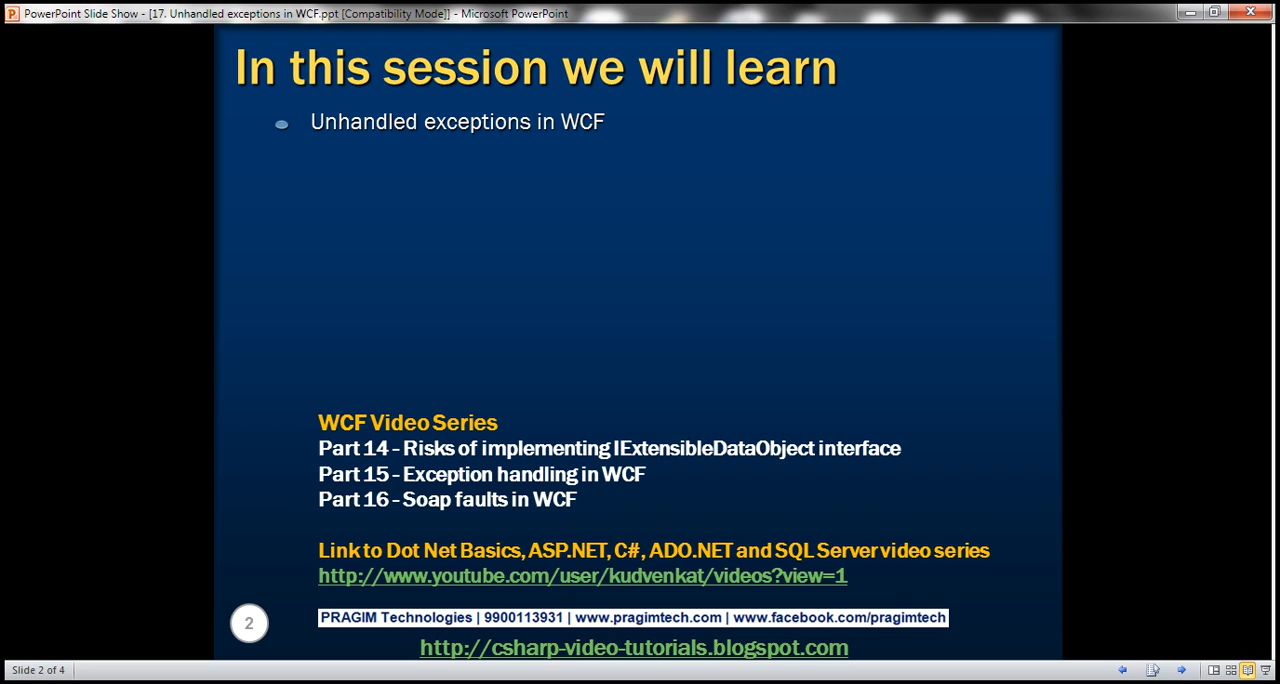 PowerPoint Slide Show - [17. Unhandled exceptions in WCF.ppt [Compatibility Mode]] - Microsoft PowerPoint
In this session we will learn
Unhandled exceptions in WCF
WCF Video Series
Part 14 - Risks of implementing IExtensibleDataObject interface
Part 15 - Exception handling in WCF
Part 16 - Soap faults in WCF
Link to Dot Net Basics, ASP.NET, C#, ADO.NET and SQL Server video series
http://www.youtube.com/user/kudvenkat/videos?view=1
2
PRAGIM Technologies | 9900113931 | www.pragimtech.com | www.facebook.com/pragimtech
http://csharp-video-tutorials.blogspot.com
Slide 2 of 4